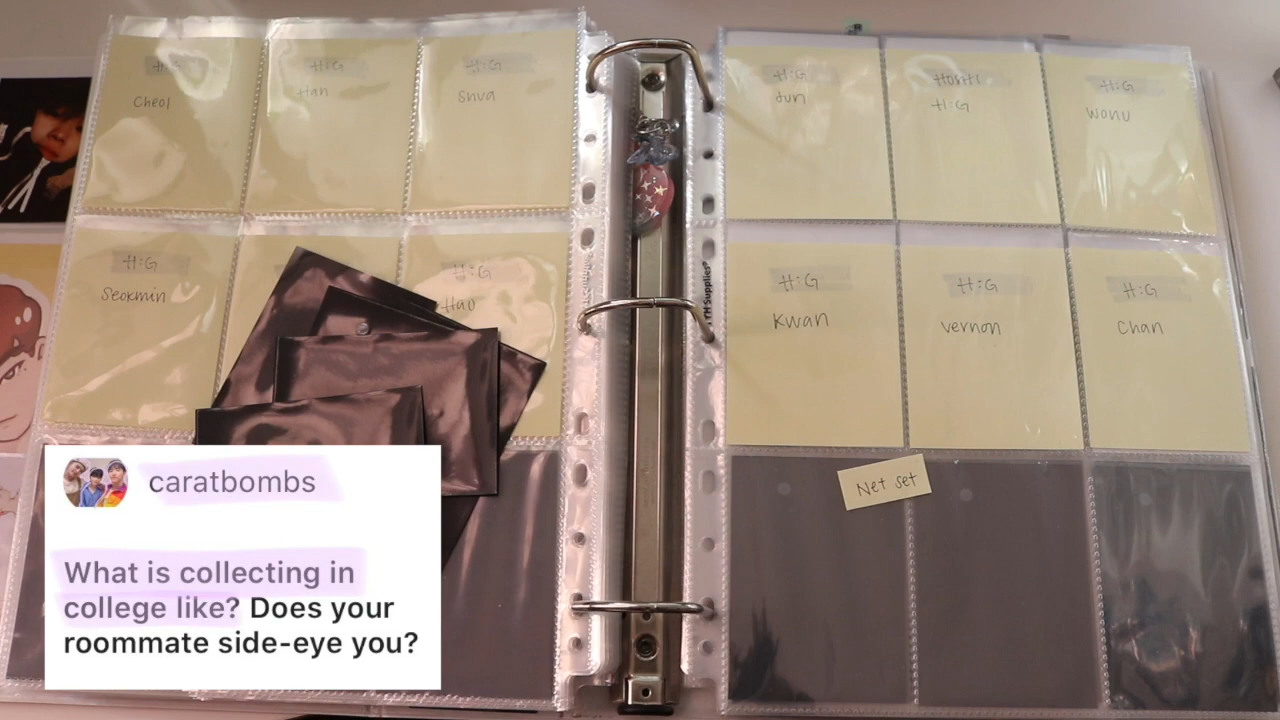 H:G
Cheol
H:G
Han
H:G
Shua
H:G
Jun
HOSHI
H:G
H:G
WONU
H:G
Seokmin
H:G
Hao
H:G
Kwan
H:G
vernon
H:G
Chan
Net set
caratbombs
What is collecting in
college like? Does your
roommate side-eye you?